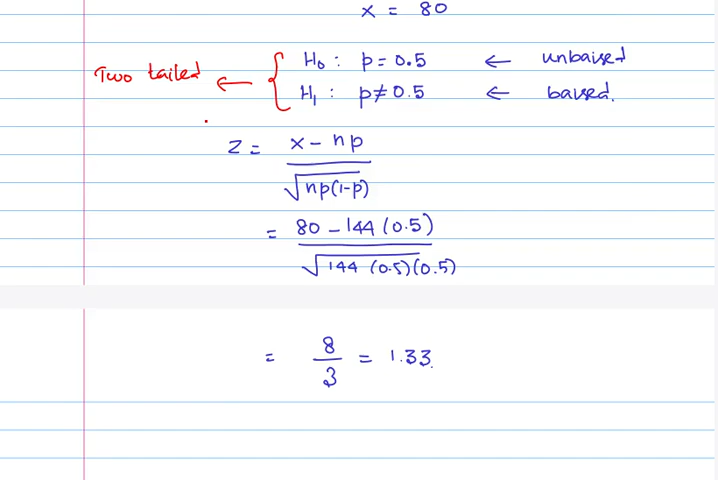 x = 80
Two tailed ← { H₀ : p = 0.5 ← unbaised
H₁ : p ≠ 0.5 ← baised.
z = x - np / √np(1-p)
= 80 - 144 (0.5) / √144 (0.5)(0.5)
= 8 / 3 = 1.33.